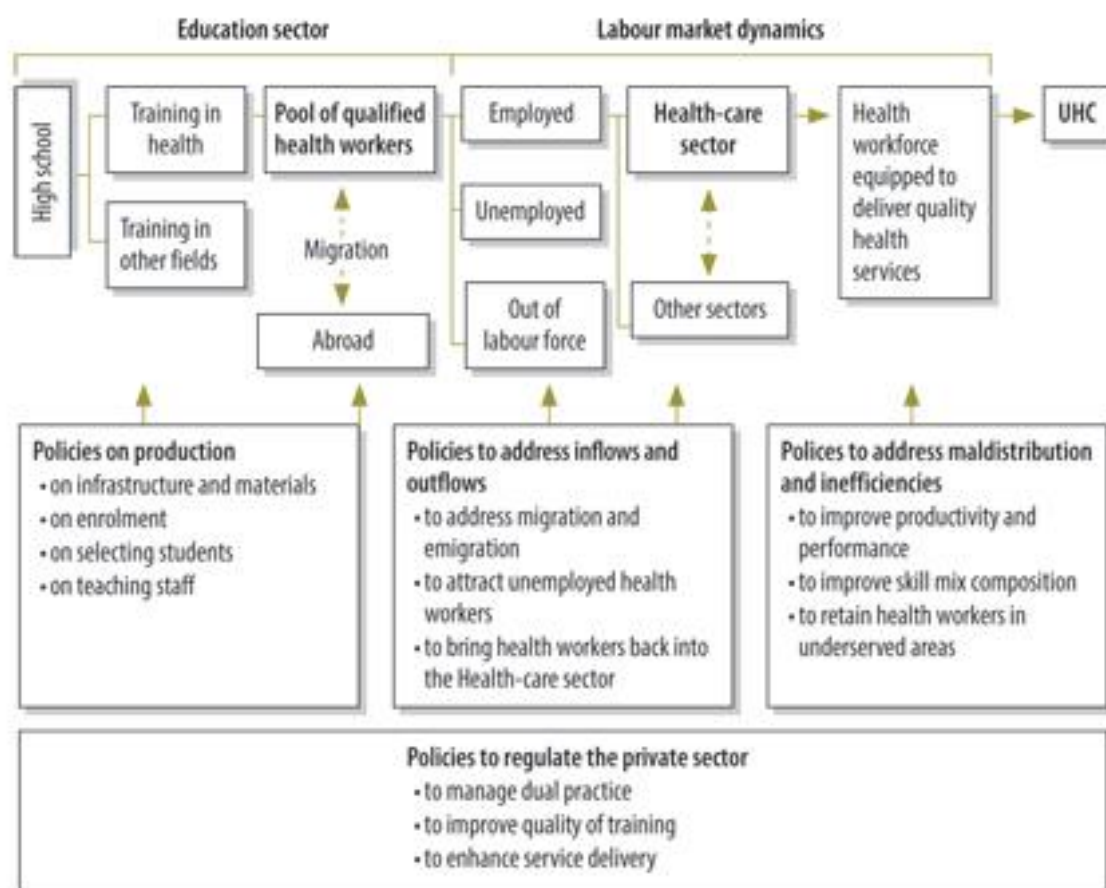 Education sector
Labour market dynamics
High school
Training in
health
Training in
other fields
Pool of qualified
health workers
Migration
Abroad
Employed
Unemployed
Out of
labour force
Health-care
sector
Other sectors
Health
workforce
equipped to
deliver quality
health
services
UHC
Policies on production
• on infrastructure and materials
• on enrolment
• on selecting students
• on teaching staff
Policies to address inflows and
outflows
• to address migration and
emigration
• to attract unemployed health
workers
• to bring health workers back into
the Health-care sector
Polices to address maldistribution
and inefficiencies
• to improve productivity and
performance
• to improve skill mix composition
• to retain health workers in
underserved areas
Policies to regulate the private sector
• to manage dual practice
• to improve quality of training
• to enhance service delivery